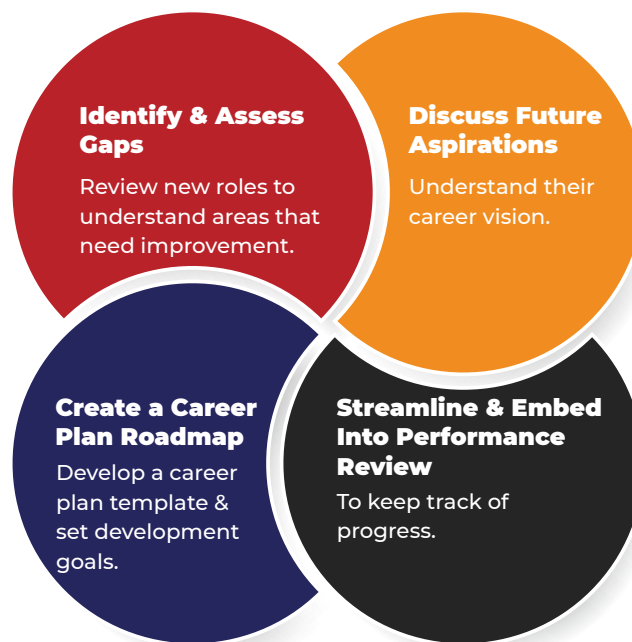 Identify & Assess
Gaps
Review new roles to
understand areas that
need improvement.
Discuss Future
Aspirations
Understand their
career vision.
Create a Career
Plan Roadmap
Develop a career
plan template &
set development
goals.
Streamline & Embed
Into Performance
Review
To keep track of
progress.